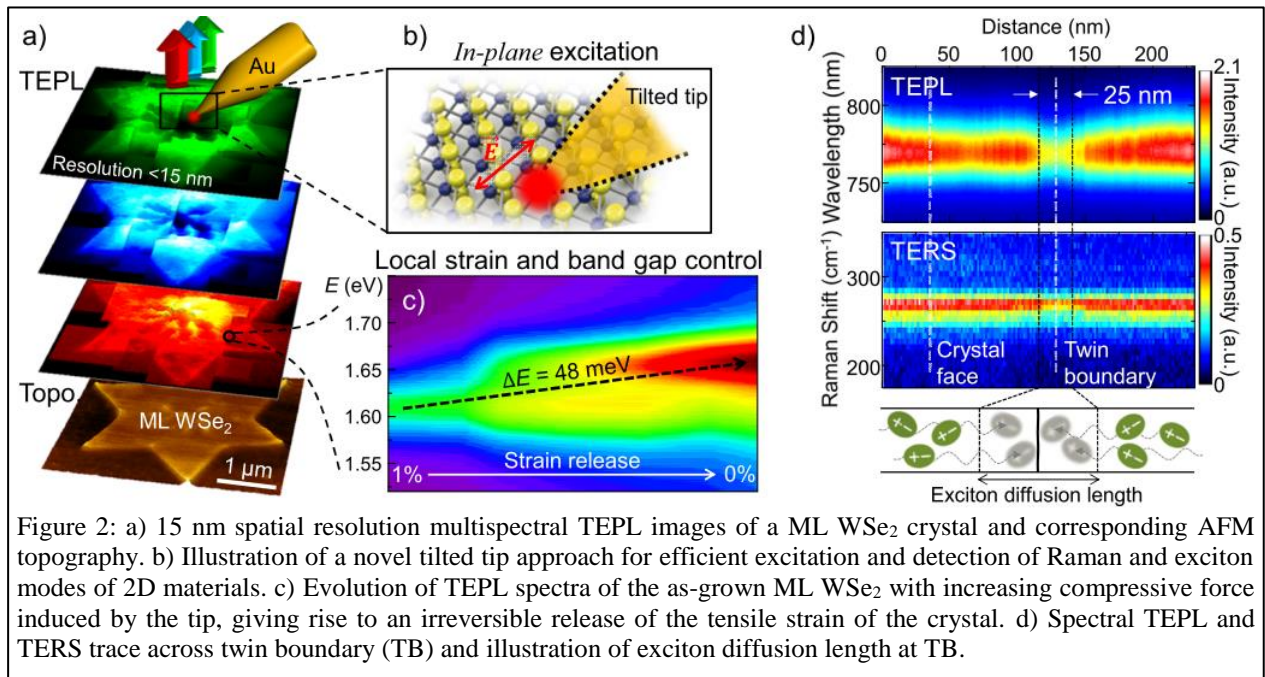 a)
TEPL
Au
Resolution <15 nm
Topo.
ML WSe₂
1 µm
b)
In-plane excitation
Tilted tip
E
Local strain and band gap control
E (eV)
c)
1.70
1.65
1.60
1.55
ΔE = 48 meV
Strain release
1%
0%
d)
Distance (nm)
0 50 100 150 200
Wavelength (nm)
800
750
TEPL
25 nm
2.1
Intensity (a.u.)
0
Raman Shift (cm⁻¹)
300
200
TERS
Crystal
face
Twin
boundary
0.5
Intensity (a.u.)
0
+ −
+ −
+ −
+ −
+ −
+ −
Exciton diffusion length
Figure 2: a) 15 nm spatial resolution multispectral TEPL images of a ML WSe₂ crystal and corresponding AFM
topography. b) Illustration of a novel tilted tip approach for efficient excitation and detection of Raman and exciton
modes of 2D materials. c) Evolution of TEPL spectra of the as-grown ML WSe₂ with increasing compressive force
induced by the tip, giving rise to an irreversible release of the tensile strain of the crystal. d) Spectral TEPL and
TERS trace across twin boundary (TB) and illustration of exciton diffusion length at TB.